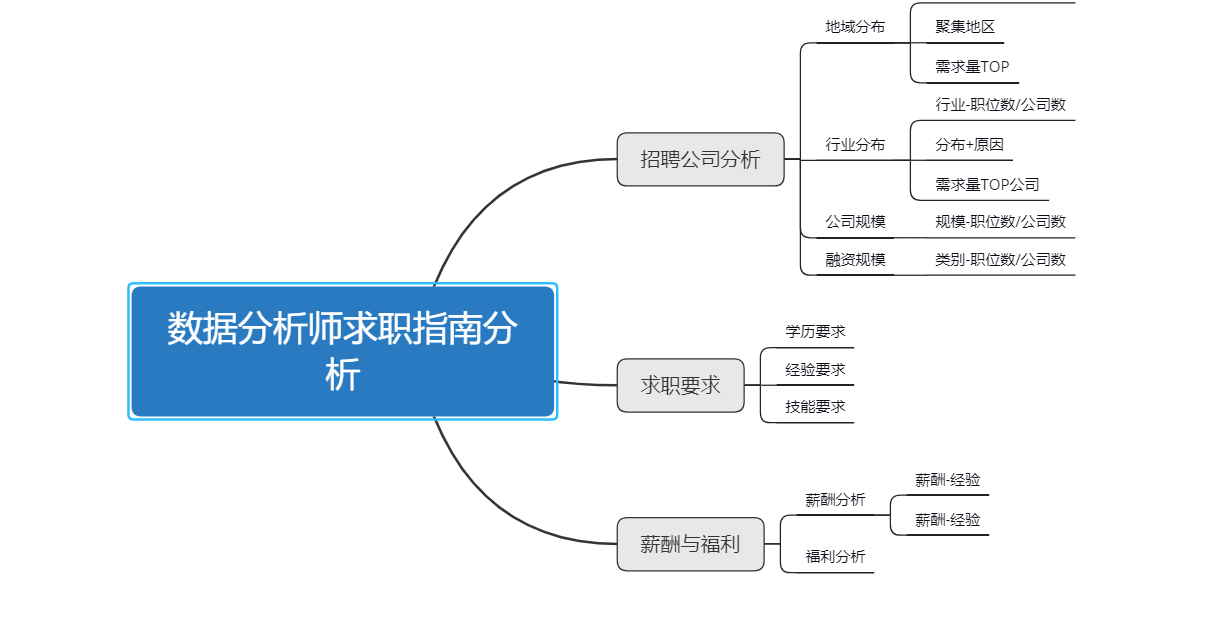 数据分析师求职指南分
析
招聘公司分析
地域分布
聚集地区
需求量TOP
行业分布
行业-职位数/公司数
分布+原因
需求量TOP公司
公司规模
规模-职位数/公司数
融资规模
类别-职位数/公司数
求职要求
学历要求
经验要求
技能要求
薪酬与福利
薪酬分析
薪酬-经验
薪酬-经验
福利分析